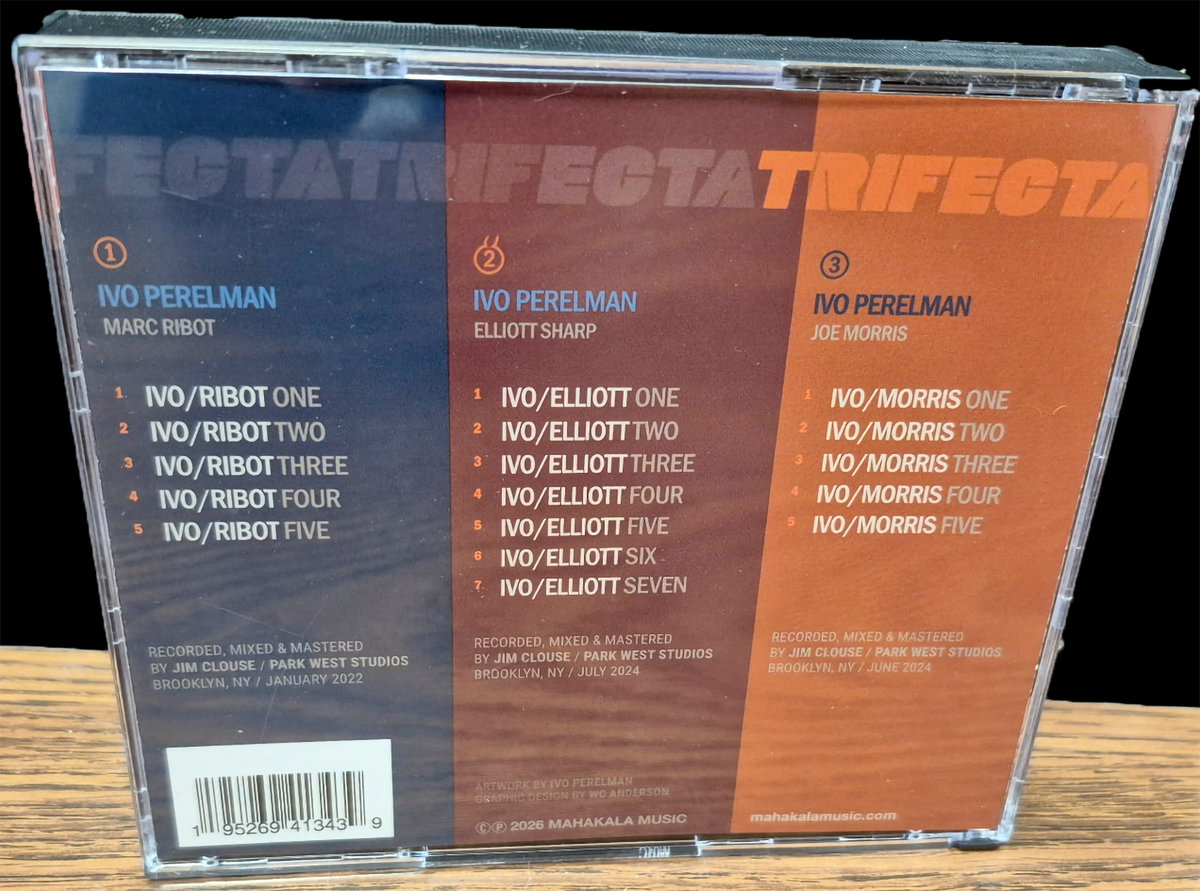 FECTATRIFECTATRIFECTA
1
IVO PERELMAN
MARC RIBOT
1 IVO/RIBOT ONE
2 IVO/RIBOT TWO
3 IVO/RIBOT THREE
4 IVO/RIBOT FOUR
5 IVO/RIBOT FIVE
RECORDED, MIXED & MASTERED
BY JIM CLOUSE / PARK WEST STUDIOS
BROOKLYN, NY / JANUARY 2022
1 95269 41343 9
2
IVO PERELMAN
ELLIOTT SHARP
1 IVO/ELLIOTT ONE
2 IVO/ELLIOTT TWO
3 IVO/ELLIOTT THREE
4 IVO/ELLIOTT FOUR
5 IVO/ELLIOTT FIVE
6 IVO/ELLIOTT SIX
7 IVO/ELLIOTT SEVEN
RECORDED, MIXED & MASTERED
BY JIM CLOUSE / PARK WEST STUDIOS
BROOKLYN, NY / JULY 2024
ARTWORK BY IVO PERELMAN
GRAPHIC DESIGN BY WC ANDERSON
©℗ 2026 MAHAKALA MUSIC
3
IVO PERELMAN
JOE MORRIS
1 IVO/MORRIS ONE
2 IVO/MORRIS TWO
3 IVO/MORRIS THREE
4 IVO/MORRIS FOUR
5 IVO/MORRIS FIVE
RECORDED, MIXED & MASTERED
BY JIM CLOUSE / PARK WEST STUDIOS
BROOKLYN, NY / JUNE 2024
mahakalamusic.com